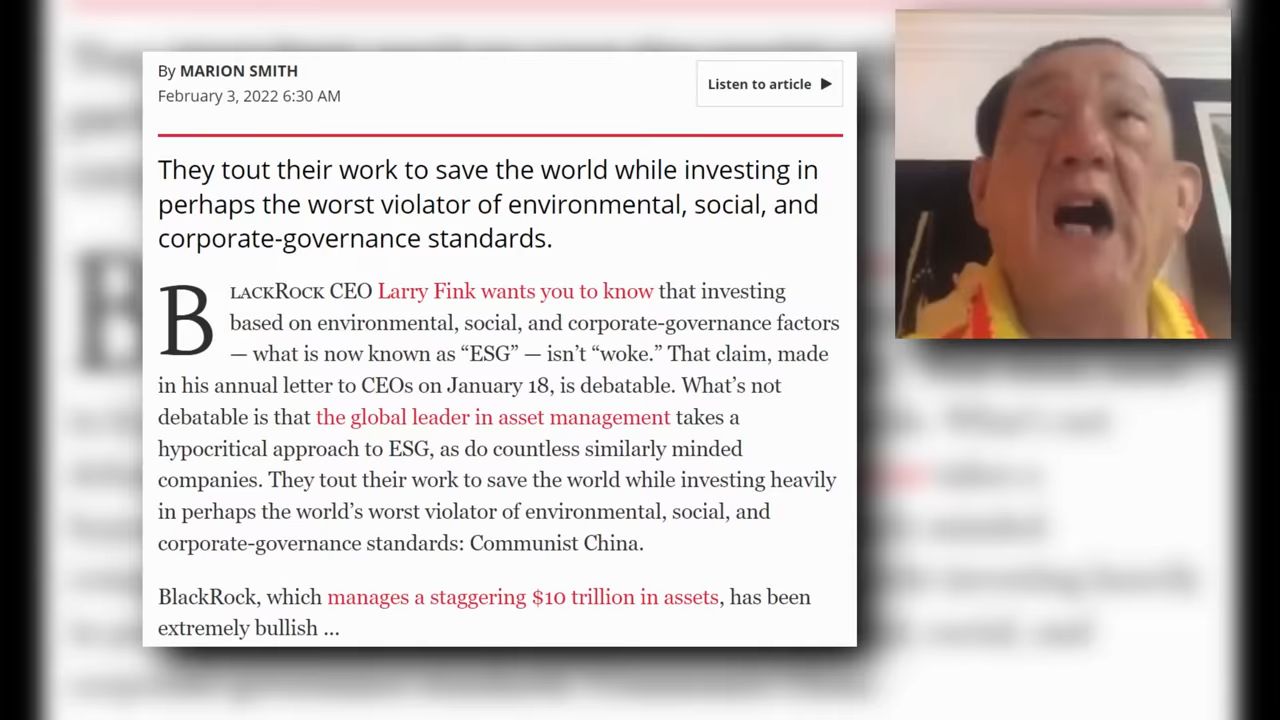 By MARION SMITH
February 3, 2022 6:30 AM
Listen to article
They tout their work to save the world while investing in
perhaps the worst violator of environmental, social, and
corporate-governance standards.
BLACKROCK CEO Larry Fink wants you to know that investing
based on environmental, social, and corporate-governance factors
— what is now known as “ESG” — isn’t “woke.” That claim, made
in his annual letter to CEOs on January 18, is debatable. What’s not
debatable is that the global leader in asset management takes a
hypocritical approach to ESG, as do countless similarly minded
companies. They tout their work to save the world while investing heavily
in perhaps the world’s worst violator of environmental, social, and
corporate-governance standards: Communist China.
BlackRock, which manages a staggering $10 trillion in assets, has been
extremely bullish ...